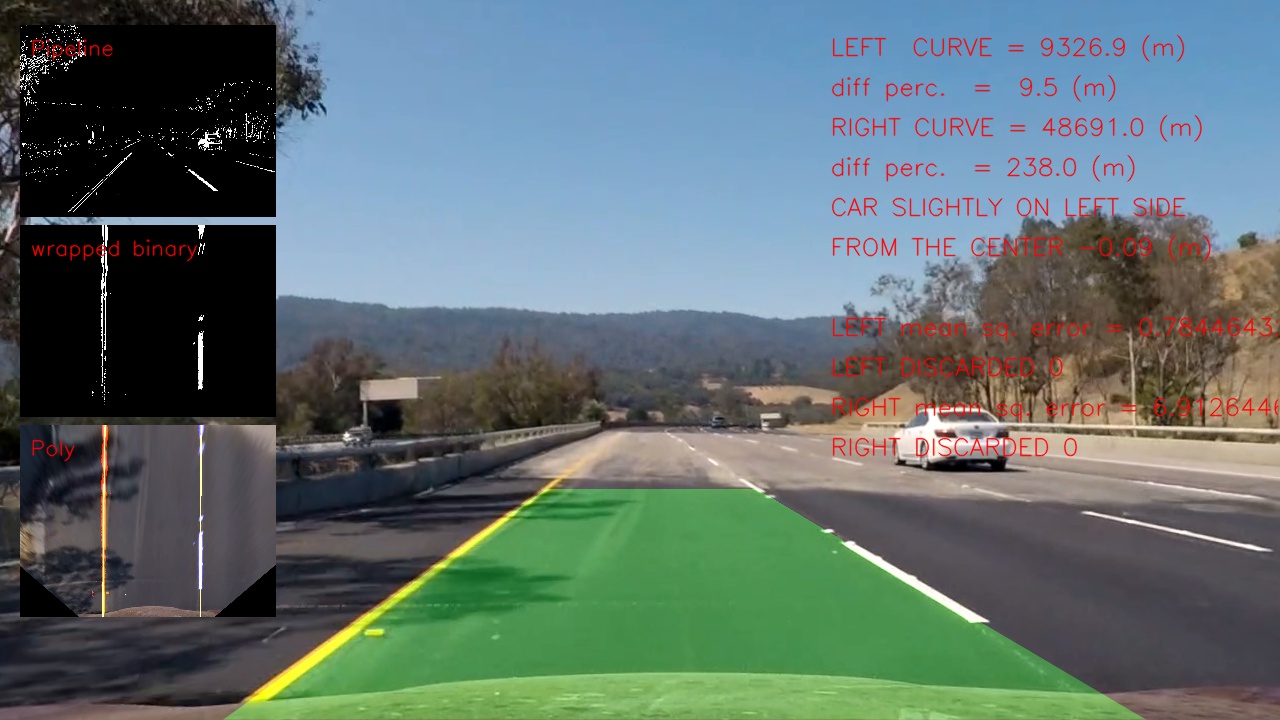 Pipeline
wrapped binary
Poly
LEFT CURVE = 9326.9 (m)
diff perc. = 9.5 (m)
RIGHT CURVE = 48691.0 (m)
diff perc. = 238.0 (m)
CAR SLIGHTLY ON LEFT SIDE
FROM THE CENTER -0.09 (m)
LEFT mean sq. error = 0.7844643
LEFT DISCARDED 0
RIGHT mean sq. error = 6.9126446
RIGHT DISCARDED 0